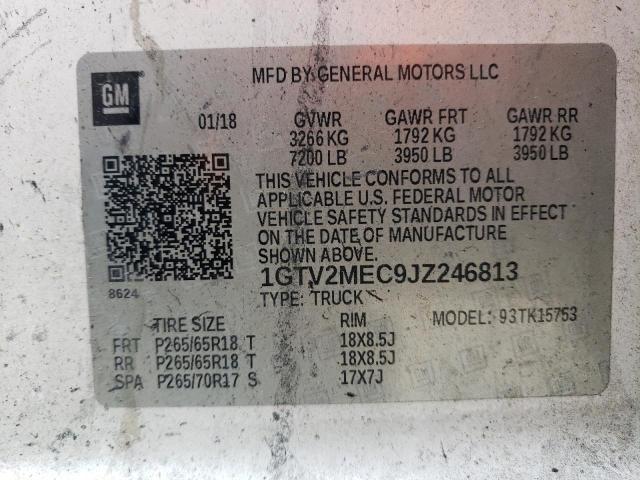 MFD BY GENERAL MOTORS LLC
GM
01/18 GVWR GAWR FRT GAWR RR
3266 KG 1792 KG 1792 KG
7200 LB 3950 LB 3950 LB
THIS VEHICLE CONFORMS TO ALL
APPLICABLE U.S. FEDERAL MOTOR
VEHICLE SAFETY STANDARDS IN EFFECT
ON THE DATE OF MANUFACTURE
SHOWN ABOVE.
1GTV2MEC9JZ246813
8624
TYPE: TRUCK
TIRE SIZE RIM MODEL: 93TK15753
FRT P265/65R18 T 18X8.5J
RR P265/65R18 T 18X8.5J
SPA P265/70R17 S 17X7J